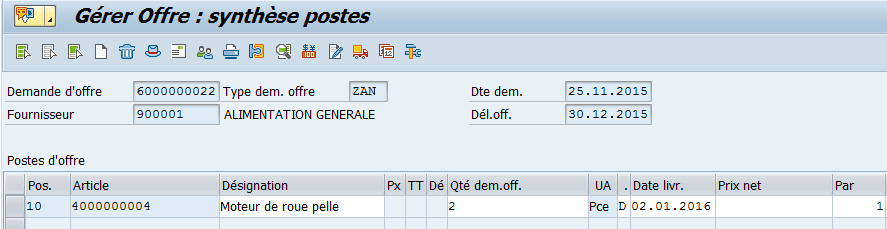 Gérer Offre : synthèse postes
Demande d'offre 6000000022 Type dem. offre ZAN Dte dem. 25.11.2015
Fournisseur 900001 ALIMENTATION GENERALE Dél.off. 30.12.2015
Postes d'offre
Pos. Article Désignation Px TT Dé Qté dem.off. UA . Date livr. Prix net Par
10 4000000004 Moteur de roue pelle 2 Pce D 02.01.2016 1